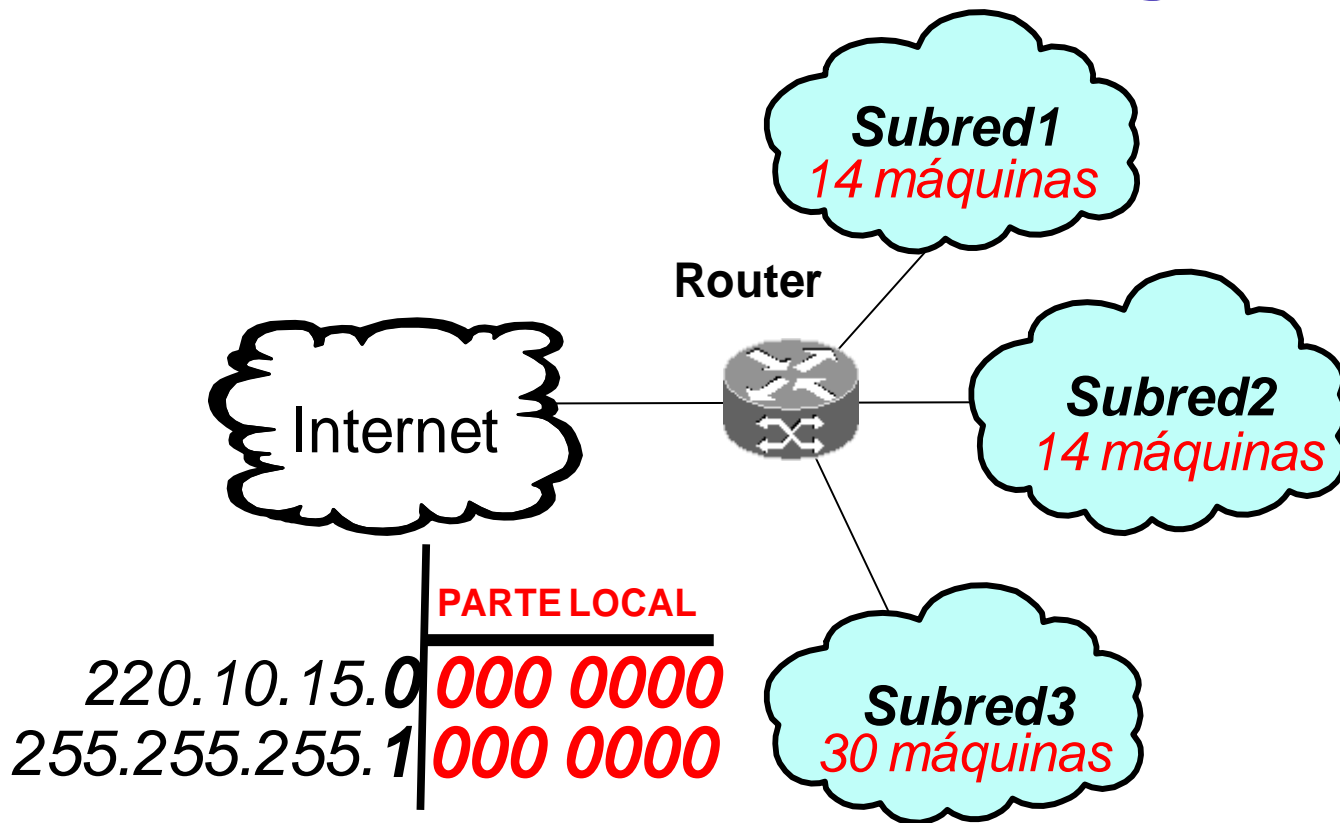 Subred1
14 máquinas
Router
Subred2
14 máquinas
Internet
PARTE LOCAL
220.10.15.0 000 0000
255.255.255.1 000 0000
Subred3
30 máquinas